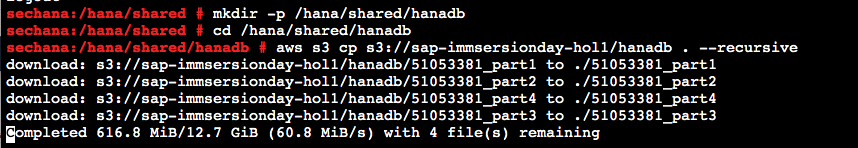 sechana:/hana/shared # mkdir -p /hana/shared/hanadb
sechana:/hana/shared # cd /hana/shared/hanadb
sechana:/hana/shared/hanadb # aws s3 cp s3://sap-immsersionday-hol1/hanadb . --recursive
download: s3://sap-immsersionday-hol1/hanadb/51053381_part1 to ./51053381_part1
download: s3://sap-immsersionday-hol1/hanadb/51053381_part2 to ./51053381_part2
download: s3://sap-immsersionday-hol1/hanadb/51053381_part4 to ./51053381_part4
download: s3://sap-immsersionday-hol1/hanadb/51053381_part3 to ./51053381_part3
Completed 616.8 MiB/12.7 GiB (60.8 MiB/s) with 4 file(s) remaining